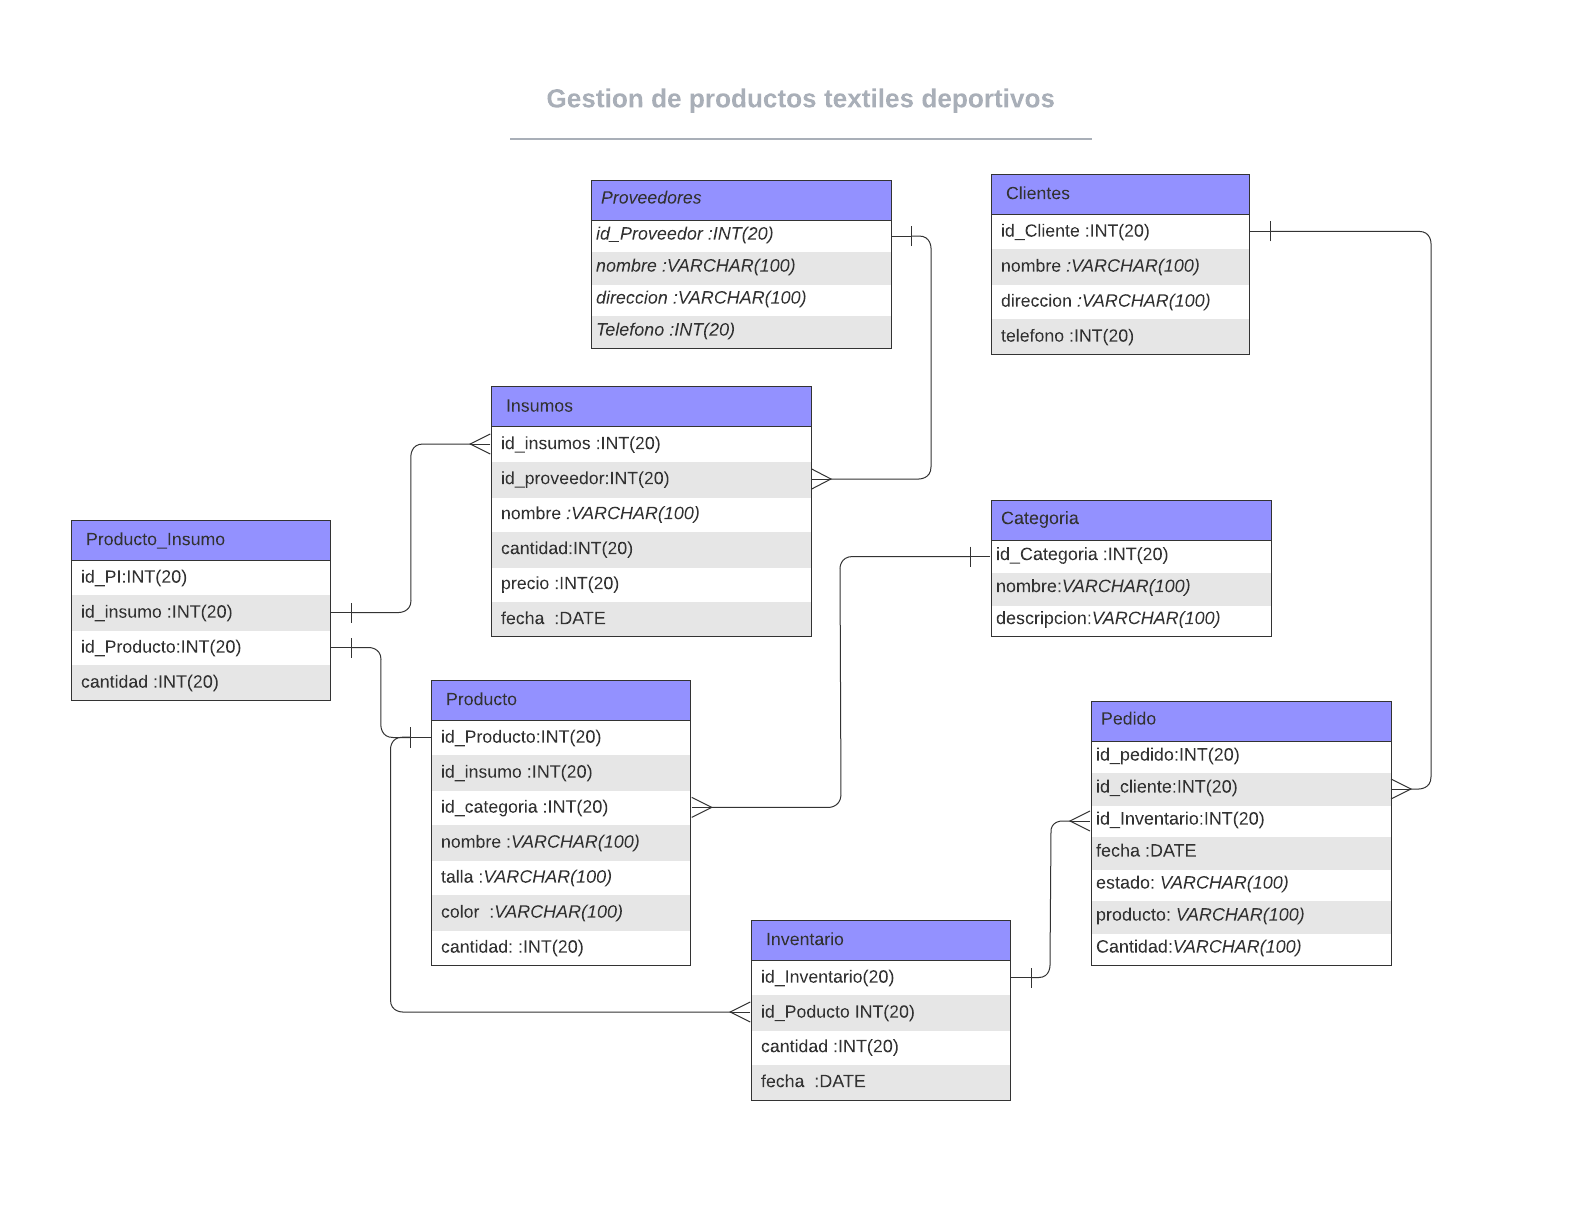 Gestion de productos textiles deportivos
Proveedores
id_Proveedor :INT(20)
nombre :VARCHAR(100)
direccion :VARCHAR(100)
Telefono :INT(20)
Clientes
id_Cliente :INT(20)
nombre :VARCHAR(100)
direccion :VARCHAR(100)
telefono :INT(20)
Insumos
id_insumos :INT(20)
id_proveedor:INT(20)
nombre :VARCHAR(100)
cantidad:INT(20)
precio :INT(20)
fecha  :DATE
Categoria
id_Categoria :INT(20)
nombre:VARCHAR(100)
descripcion:VARCHAR(100)
Producto_Insumo
id_PI:INT(20)
id_insumo :INT(20)
id_Producto:INT(20)
cantidad :INT(20)
Producto
id_Producto:INT(20)
id_insumo :INT(20)
id_categoria :INT(20)
nombre :VARCHAR(100)
talla :VARCHAR(100)
color  :VARCHAR(100)
cantidad: :INT(20)
Pedido
id_pedido:INT(20)
id_cliente:INT(20)
id_Inventario:INT(20)
fecha :DATE
estado: VARCHAR(100)
producto: VARCHAR(100)
Cantidad:VARCHAR(100)
Inventario
id_Inventario(20)
id_Poducto INT(20)
cantidad :INT(20)
fecha  :DATE